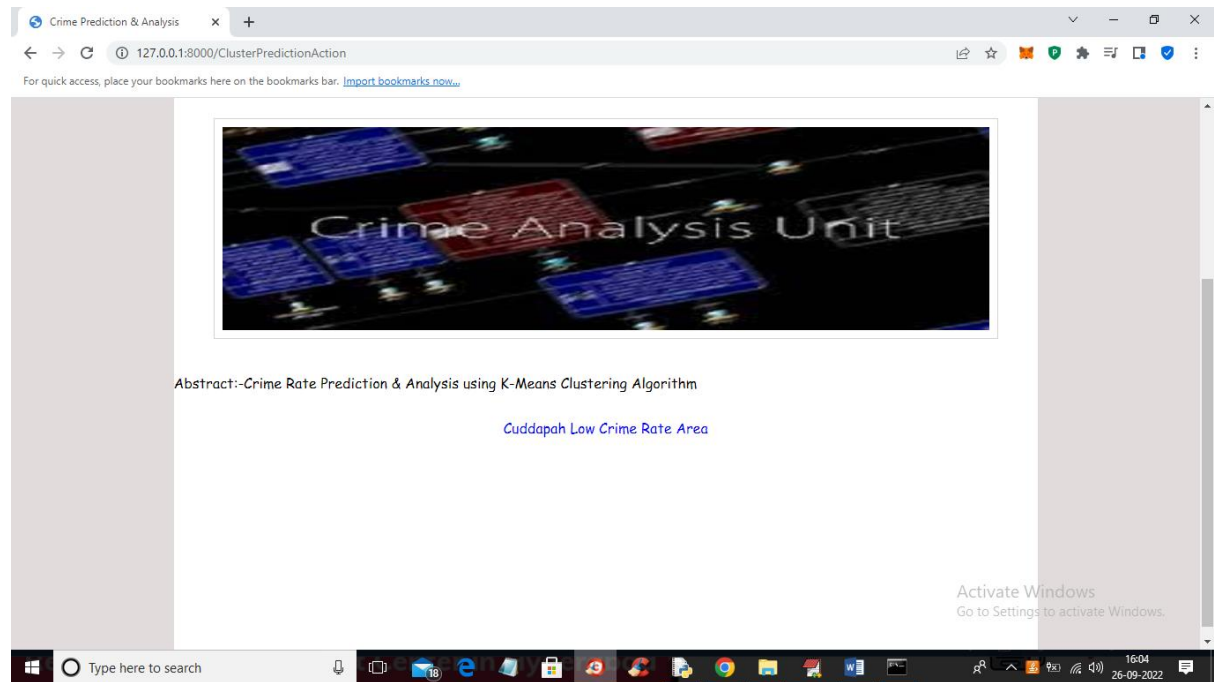 Crime Prediction & Analysis
127.0.0.1:8000/ClusterPredictionAction
For quick access, place your bookmarks here on the bookmarks bar. Import bookmarks now...
Crime Analysis Unit
Abstract:-Crime Rate Prediction & Analysis using K-Means Clustering Algorithm
Cuddapah Low Crime Rate Area
Activate Windows
Go to Settings to activate Windows.
Type here to search
18
16:04
26-09-2022